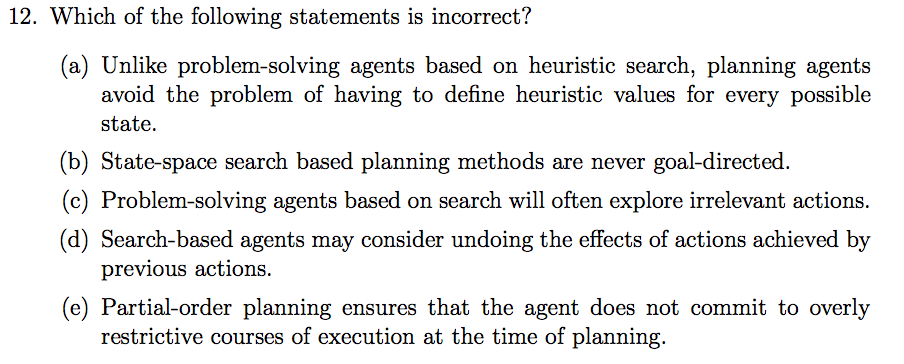 12. Which of the following statements is incorrect?
(a) Unlike problem-solving agents based on heuristic search, planning agents
avoid the problem of having to define heuristic values for every possible
state.
(b) State-space search based planning methods are never goal-directed.
(c) Problem-solving agents based on search will often explore irrelevant actions.
(d) Search-based agents may consider undoing the effects of actions achieved by
previous actions.
(e) Partial-order planning ensures that the agent does not commit to overly
restrictive courses of execution at the time of planning.